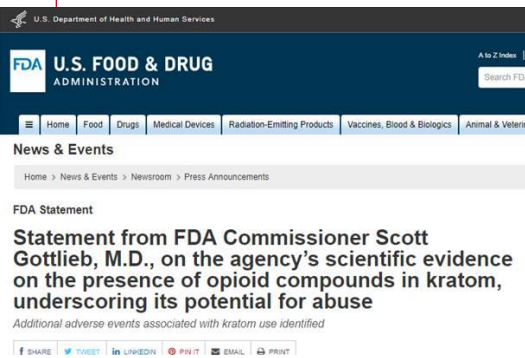 U.S. Department of Health and Human Services
FDA U.S. FOOD & DRUG
ADMINISTRATION
A to Z Index
Search FD
Home Food Drugs Medical Devices Radiation-Emitting Products Vaccines, Blood & Biologics Animal & Veterin
News & Events
Home > News & Events > Newsroom > Press Announcements
FDA Statement
Statement from FDA Commissioner Scott
Gottlieb, M.D., on the agency's scientific evidence
on the presence of opioid compounds in kratom,
underscoring its potential for abuse
Additional adverse events associated with kratom use identified
f SHARE TWEET in LINKEDIN PIN IT EMAIL PRINT